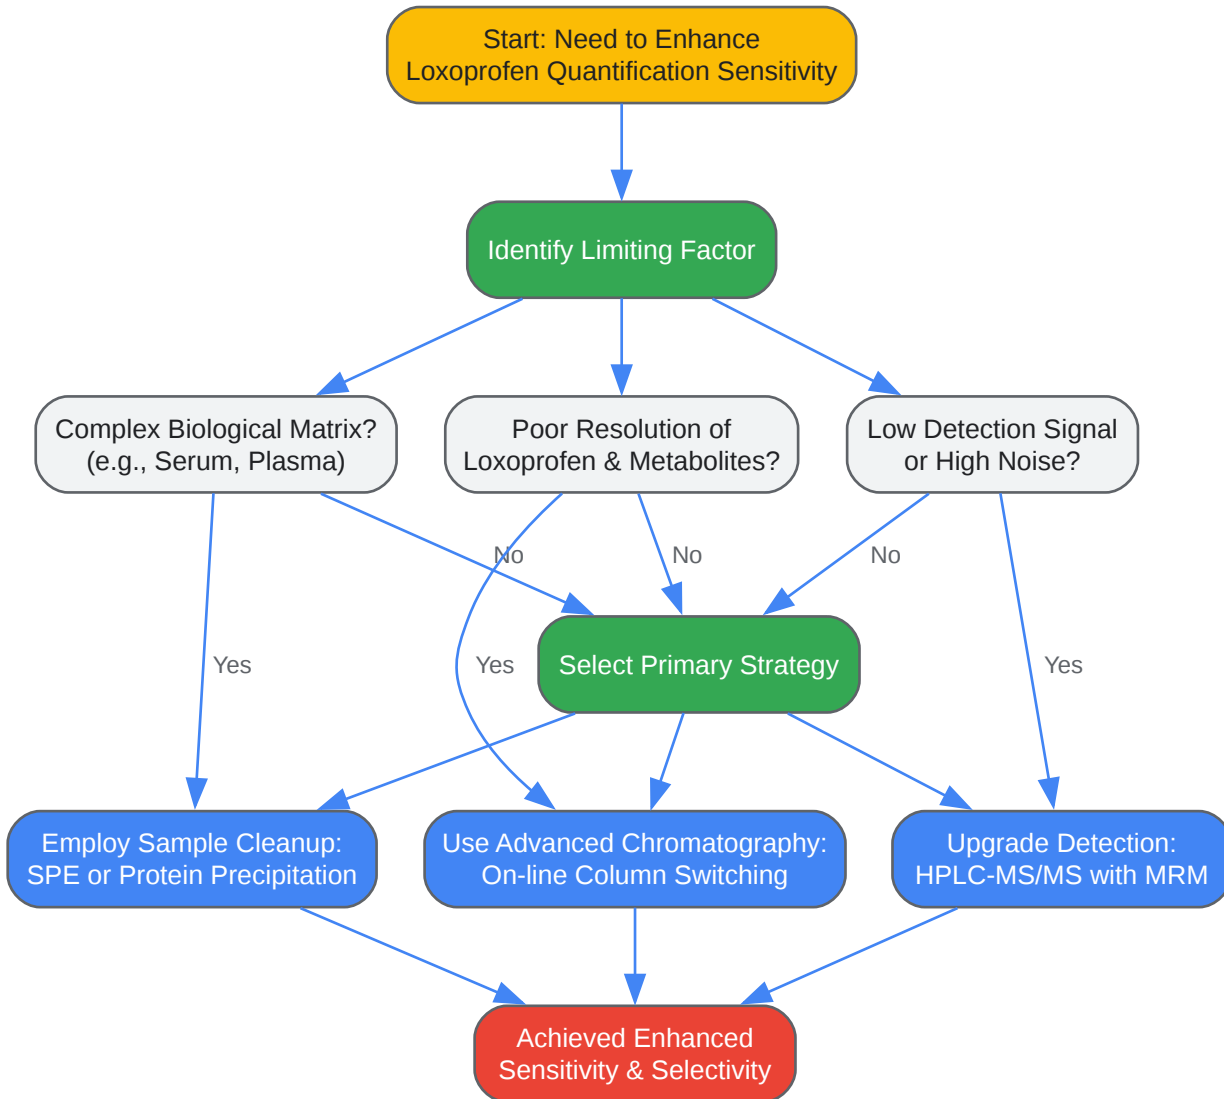 Start: Need to Enhance
Loxoprofen Quantification Sensitivity
Identify Limiting Factor
Complex Biological Matrix?
(e.g., Serum, Plasma)
Poor Resolution of
Loxoprofen & Metabolites?
Low Detection Signal
or High Noise?
No
No
No
Yes
Yes
Select Primary Strategy
Yes
Employ Sample Cleanup:
SPE or Protein Precipitation
Use Advanced Chromatography:
On-line Column Switching
Upgrade Detection:
HPLC-MS/MS with MRM
Achieved Enhanced
Sensitivity & Selectivity